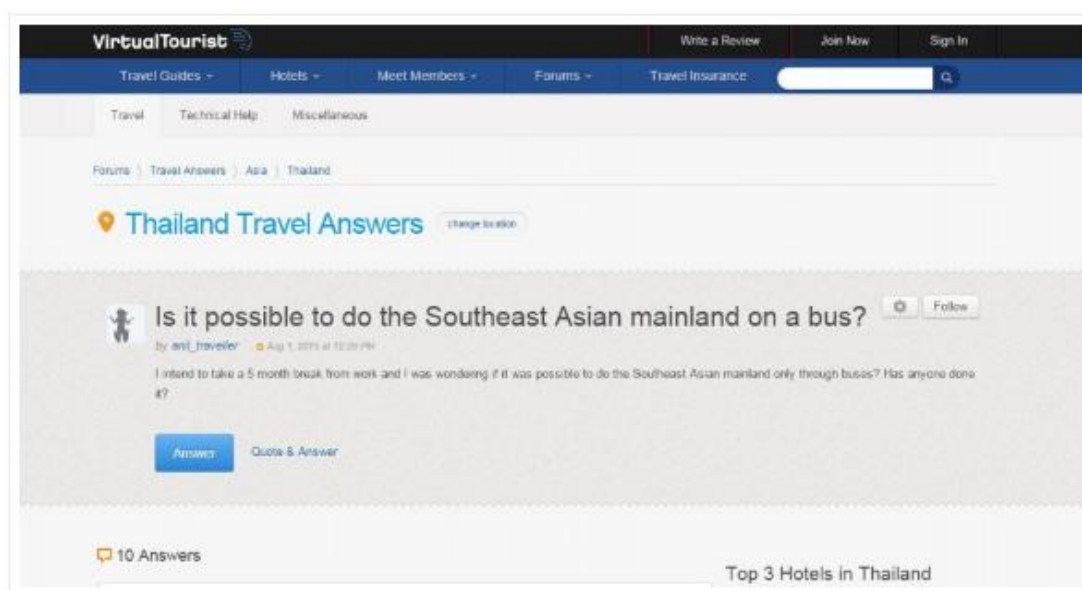 VirtualTourist
Write a Review Join Now Sign In
Travel Guides Hotels Meet Members Forums Travel Insurance
Travel Technical Help Miscellaneous
Forums Travel Answers Asia Thailand
Thailand Travel Answers change location
Is it possible to do the Southeast Asian mainland on a bus?
Follow
by
I intend to take a 5 month break from work and I was wondering if it was possible to do the Southeast Asian mainland only through buses? Has anyone done
it?
Answer Quote & Answer
10 Answers
Top 3 Hotels in Thailand